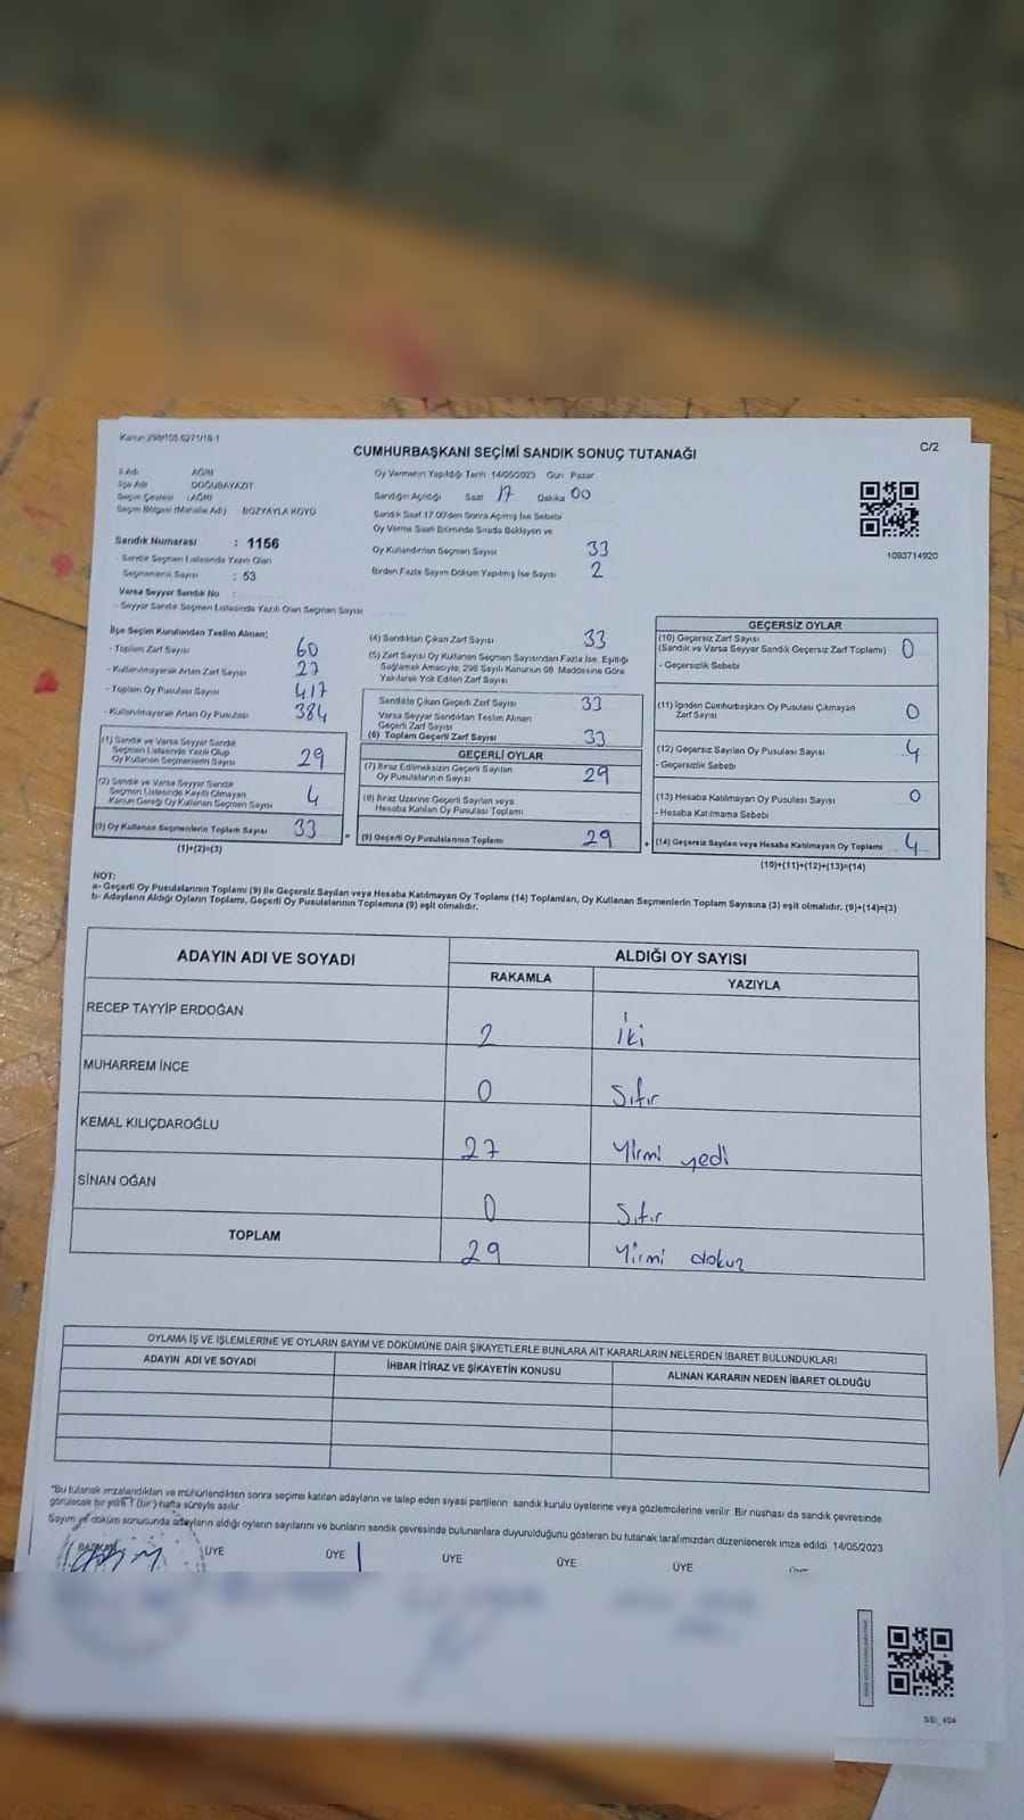 Kanun 298/105 6271/18-1
CUMHURBAŞKANI SEÇİMİ SANDIK SONUÇ TUTANAĞI
C/2
İl Adı AĞRI
İlçe Adı DOĞUBAYAZIT
Seçim Çevresi : AĞRI
Seçim Bölgesi (Mahalle Adı) BOZYAYLA KÖYÜ
Sandık Numarası : 1156
Sandık Seçmen Listesinde Yazılı Olan
Seçmenlerin Sayısı : 53
Varsa Seyyar Sandık No :
- Seyyar Sandık Seçmen Listesinde Yazılı Olan Seçmen Sayısı
Oy Vermenin Yapıldığı Tarih 14/05/2023 Gün Pazar
Sandığın Açıldığı Saat 17 Dakika 00
Sandık Saat 17.00'den Sonra Açılmış İse Sebebi
Oy Verme Saati Bitiminde Sırada Bekleyen ve
Oy Kullandırılan Seçmen Sayısı 33
Birden Fazla Sayım Döküm Yapılmış İse Sayısı 2
1093714920
İlçe Seçim Kurulundan Teslim Alınan;
- Toplam Zarf Sayısı 60
- Kullanılmayarak Artan Zarf Sayısı 27
- Toplam Oy Pusulası Sayısı 417
- Kullanılmayarak Artan Oy Pusulası 384
(1) Sandık ve Varsa Seyyar Sandık
Seçmen Listesinde Yazılı Olup
Oy Kullanan Seçmenlerin Sayısı 29
(2) Sandık ve Varsa Seyyar Sandık
Seçmen Listesinde Kayıtlı Olmayan
Kanun Gereği Oy Kullanan Seçmen Sayısı 4
(3) Oy Kullanan Seçmenlerin Toplam Sayısı 33
(1)+(2)=(3)
(4) Sandıktan Çıkan Zarf Sayısı 33
(5) Zarf Sayısı Oy Kullanan Seçmen Sayısından Fazla İse, Eşitliği
Sağlamak Amacıyla, 298 Sayılı Kanunun 98. Maddesine Göre
Yakılarak Yok Edilen Zarf Sayısı
Sandıkta Çıkan Geçerli Zarf Sayısı 33
Varsa Seyyar Sandıktan Teslim Alınan
Geçerli Zarf Sayısı
(6) Toplam Geçerli Zarf Sayısı 33
GEÇERLİ OYLAR
(7) İtiraz Edilmeksizin Geçerli Sayılan
Oy Pusulalarının Sayısı 29
(8) İtiraz Üzerine Geçerli Sayılan veya
Hesaba Katılan Oy Pusulası Toplamı
= (9) Geçerli Oy Pusulalarının Toplamı 29 +
GEÇERSİZ OYLAR
(10) Geçersiz Zarf Sayısı
(Sandık ve Varsa Seyyar Sandık Geçersiz Zarf Toplamı) 0
- Geçersizlik Sebebi
(11) İçinden Cumhurbaşkanı Oy Pusulası Çıkmayan
Zarf Sayısı 0
(12) Geçersiz Sayılan Oy Pusulası Sayısı 4
- Geçersizlik Sebebi
(13) Hesaba Katılmayan Oy Pusulası Sayısı 0
- Hesaba Katılmama Sebebi
(14) Geçersiz Sayılan veya Hesaba Katılmayan Oy Toplamı 4
(10)+(11)+(12)+(13)=(14)
NOT:
a- Geçerli Oy Pusulalarının Toplamı (9) ile Geçersiz Sayılan veya Hesaba Katılmayan Oy Toplamı (14) Toplamları, Oy Kullanan Seçmenlerin Toplam Sayısına (3) eşit olmalıdır. (9)+(14)=(3)
b- Adayların Aldığı Oyların Toplamı, Geçerli Oy Pusulalarının Toplamına (9) eşit olmalıdır.
ADAYIN ADI VE SOYADI ALDIĞI OY SAYISI
RAKAMLA YAZIYLA
RECEP TAYYİP ERDOĞAN 2 İki
MUHARREM İNCE 0 Sıfır
KEMAL KILIÇDAROĞLU 27 Yirmi yedi
SİNAN OĞAN 0 Sıfır
TOPLAM 29 Yirmi dokuz
OYLAMA İŞ VE İŞLEMLERİNE VE OYLARIN SAYIM VE DÖKÜMÜNE DAİR ŞİKAYETLERLE BUNLARA AİT KARARLARIN NELERDEN İBARET BULUNDUKLARI
ADAYIN ADI VE SOYADI İHBAR İTİRAZ VE ŞİKAYETİN KONUSU ALINAN KARARIN NEDEN İBARET OLDUĞU
"Bu tutanak imzalandıktan ve mühürlendikten sonra seçime katılan adayların ve talep eden siyasi partilerin sandık kurulu üyelerine veya gözlemcilerine verilir. Bir nüshası da sandık çevresinde
görülecek bir yere 1 (bir) hafta süreyle asılır
Sayım ve döküm sonucunda adayların aldığı oyların sayılarını ve bunların sandık çevresinde bulunanlara duyurulduğunu gösteren bu tutanak tarafımızdan düzenlenerek imza edildi. 14/05/2023
BAŞKAN ÜYE ÜYE ÜYE ÜYE ÜYE